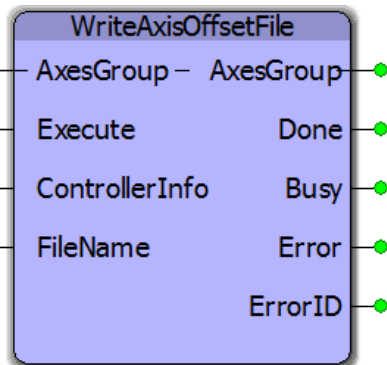 WriteAxisOffsetFile
AxesGroup – AxesGroup
Execute Done
ControllerInfo Busy
FileName Error
ErrorID